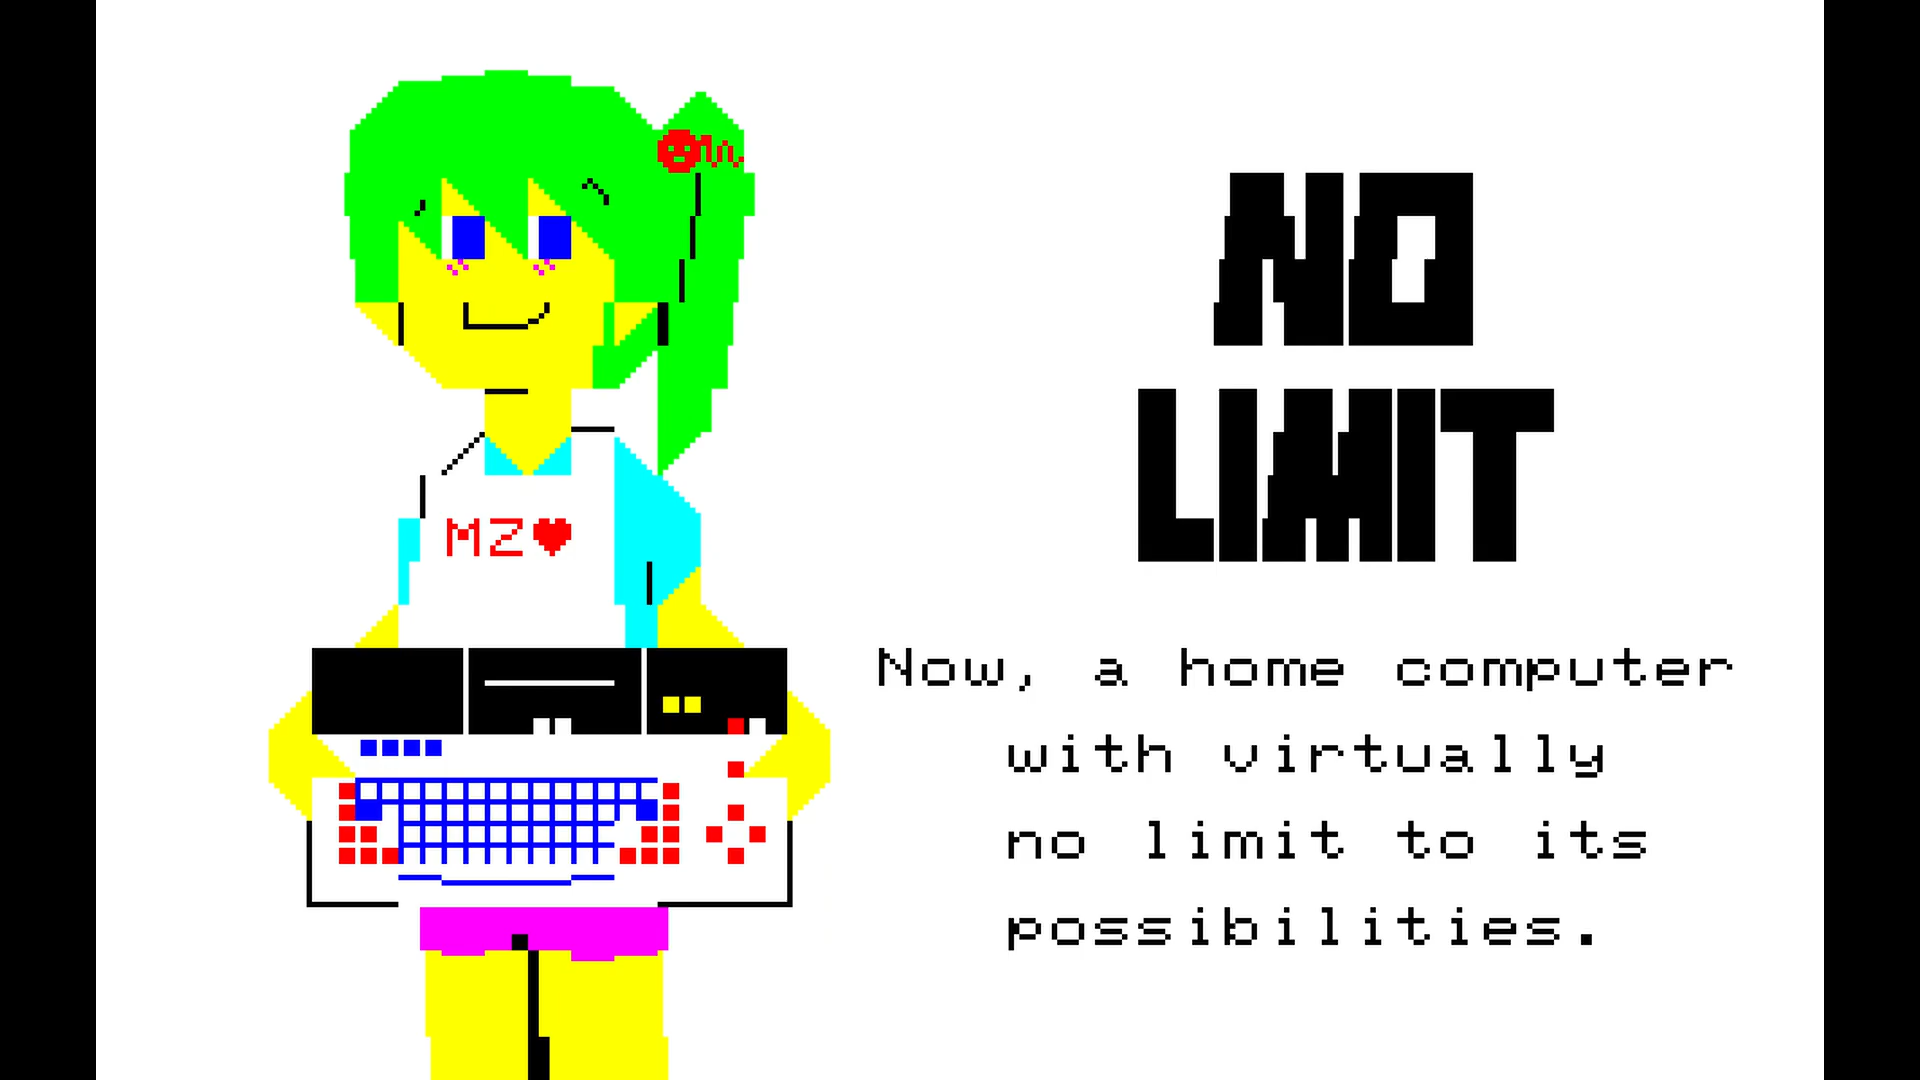 NO
LIMIT
MZ♥
Now, a home computer
with virtually
no limit to its
possibilities.